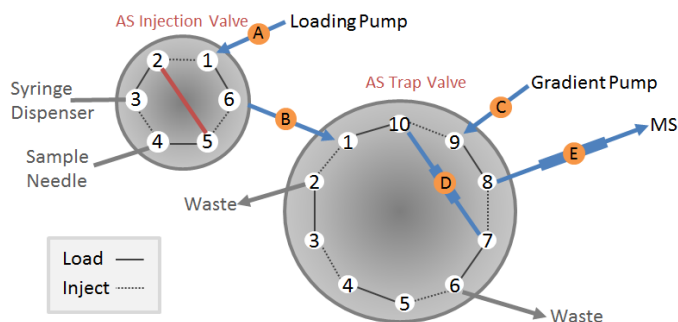 AS Injection Valve
A
Loading Pump
2
1
Syringe
Dispenser
3
6
B
Sample
Needle
4
5
AS Trap Valve
C
Gradient Pump
10
1
9
MS
E
2
D
8
Waste
3
7
4
5
6
Waste
Load
Inject